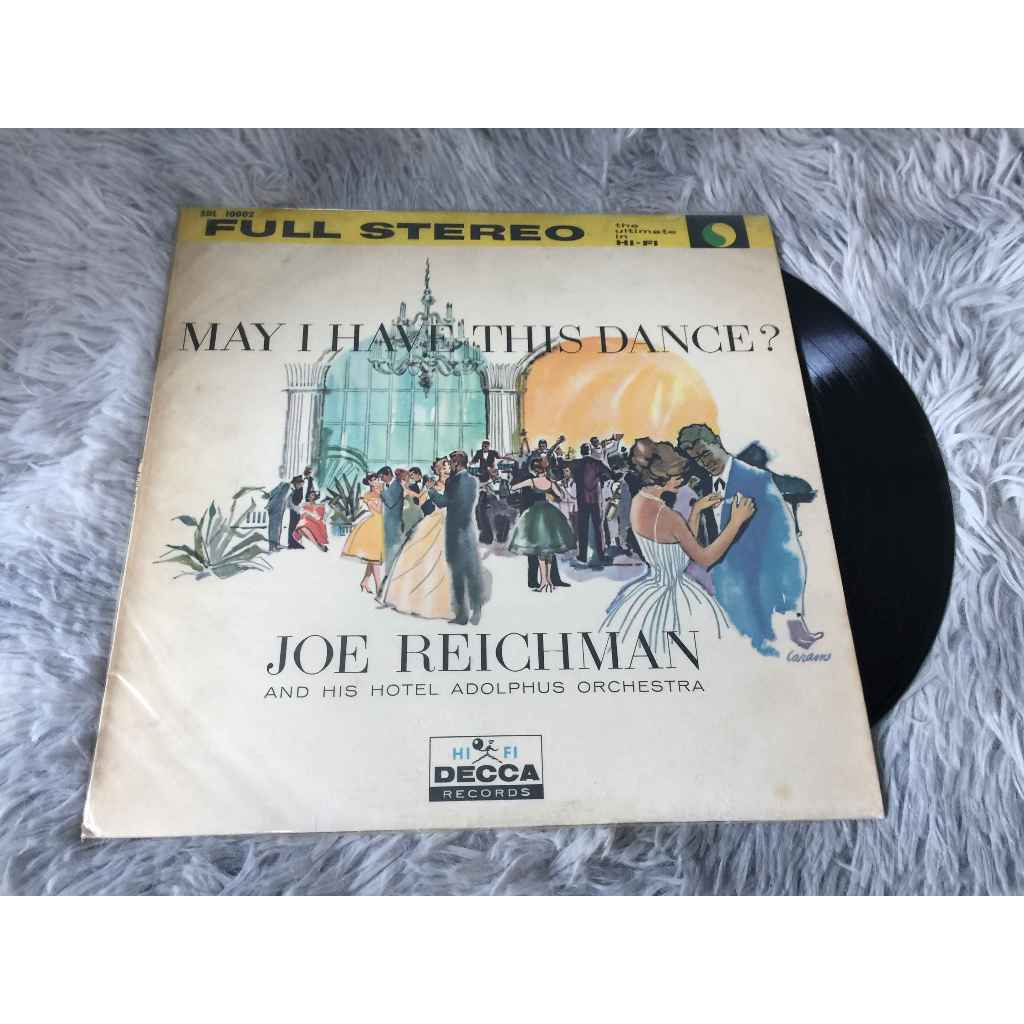 SDL 10002
FULL STEREO
the
ultimate
in
HI-FI
MAY I HAVE THIS DANCE?
JOE REICHMAN
AND HIS HOTEL ADOLPHUS ORCHESTRA
HI FI
DECCA
RECORDS